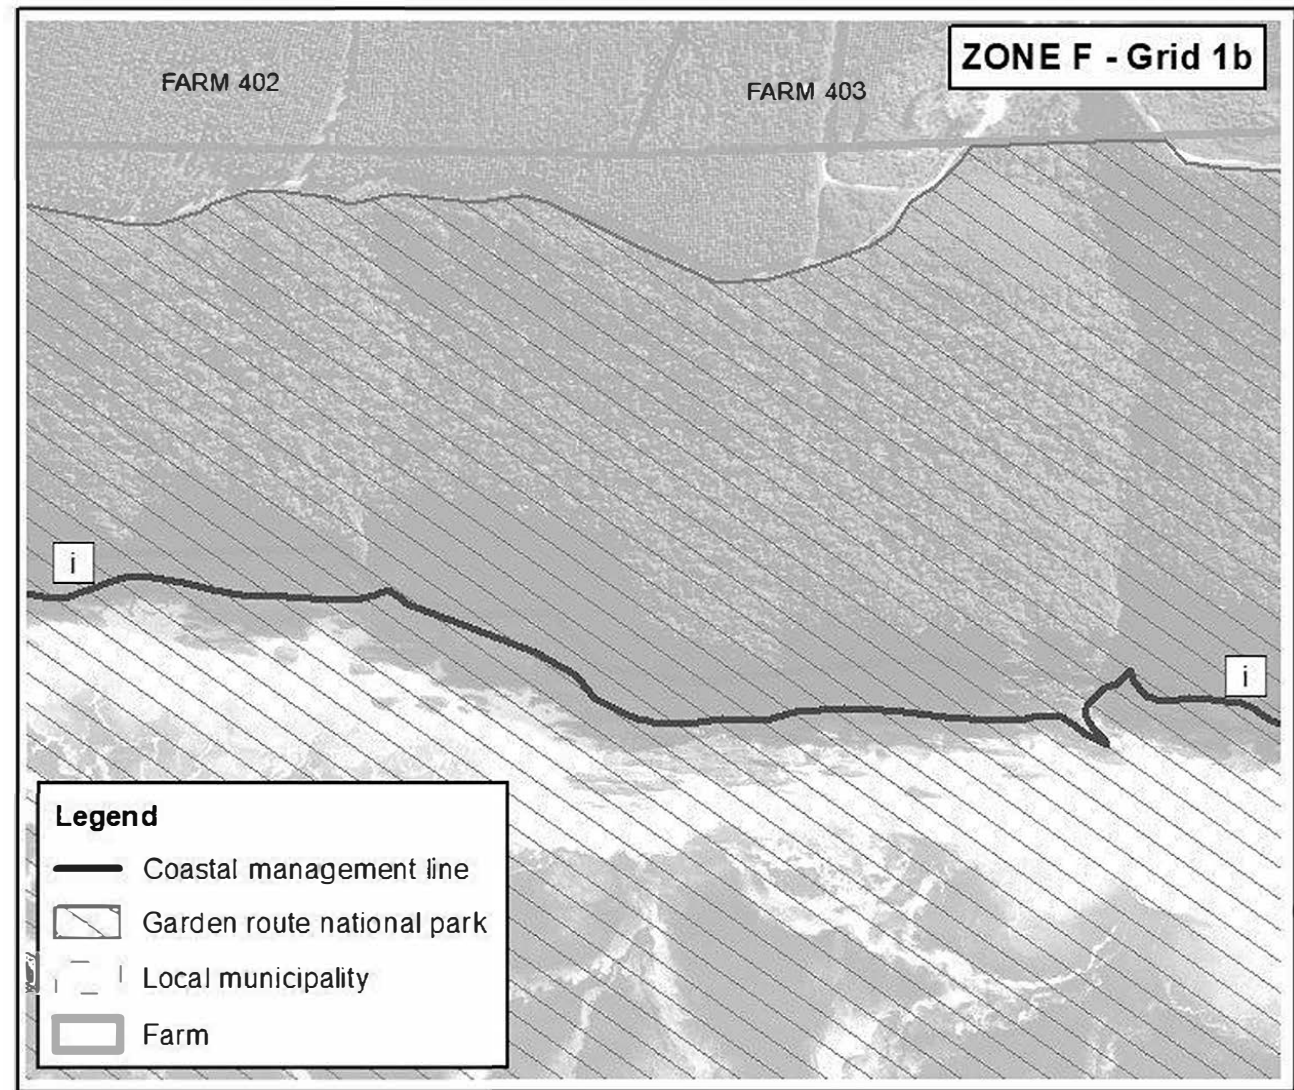 ZONE F - Grid 1b
FARM 402
FARM 403
i
i
Legend
Coastal management line
Garden route national park
Local municipality
Farm